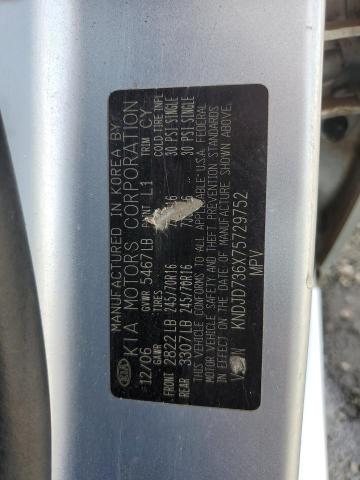 MANUFACTURED IN KOREA BY
KIA KIA MOTORS CORPORATION
12/06 GVWR 5467LB PAINT L1 TRIM CY
GAWR TIRES COLD TIRE INFL
FRONT 2822LB 245/70R16 30 PSI SINGLE
REAR 3307LB 245/70R16 30 PSI SINGLE
THIS VEHICLE CONFORMS TO ALL APPLICABLE U.S.A. FEDERAL
MOTOR VEHICLE SAFETY AND THEFT PREVENTION STANDARDS
IN EFFECT ON THE DATE OF MANUFACTURE SHOWN ABOVE.
KNDJD736X75729752
MPV